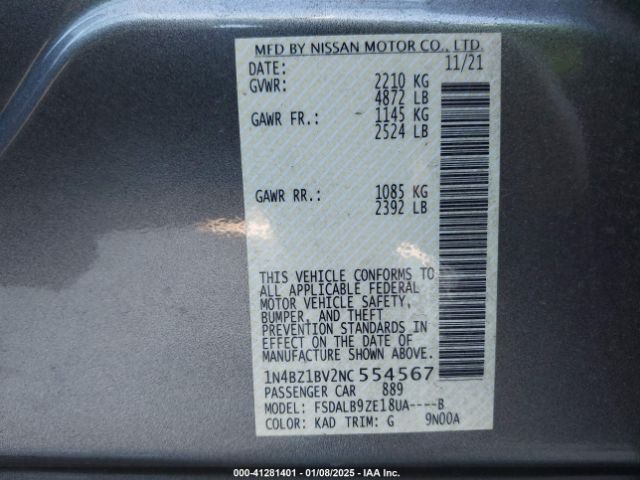 MFD BY NISSAN MOTOR CO., LTD.
DATE: 11/21
GVWR: 2210 KG
4872 LB
GAWR FR.: 1145 KG
2524 LB
GAWR RR.: 1085 KG
2392 LB
THIS VEHICLE CONFORMS TO
ALL APPLICABLE FEDERAL
MOTOR VEHICLE SAFETY,
BUMPER, AND THEFT
PREVENTION STANDARDS IN
EFFECT ON THE DATE OF
MANUFACTURE SHOWN ABOVE.
1N4BZ1BV2NC 554567
PASSENGER CAR 889
MODEL: FSDALB9ZE18UA----B
COLOR: KAD TRIM: G 9N00A
000-41281401 - 01/08/2025 - IAA Inc.